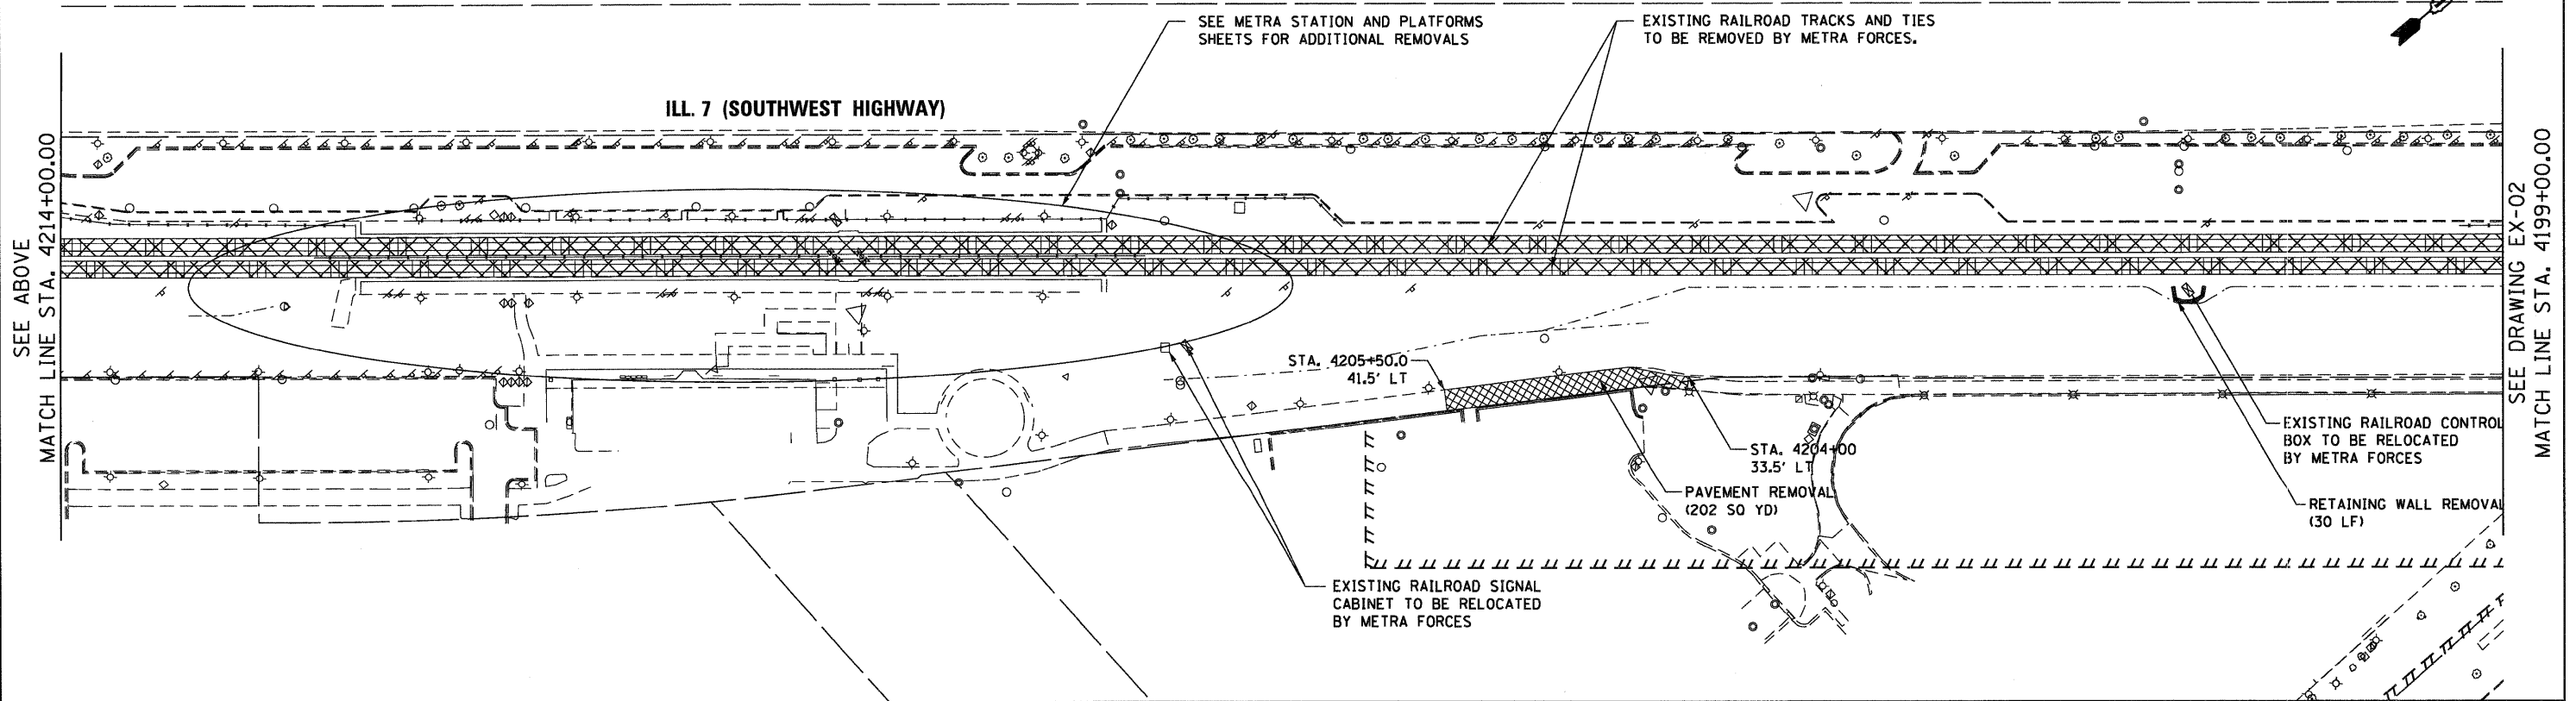 SEE METRA STATION AND PLATFORMS
SHEETS FOR ADDITIONAL REMOVALS
EXISTING RAILROAD TRACKS AND TIES
TO BE REMOVED BY METRA FORCES.
ILL. 7 (SOUTHWEST HIGHWAY)
SEE ABOVE
MATCH LINE STA. 4214+00.00
SEE DRAWING EX-02
MATCH LINE STA. 4199+00.00
STA. 4205+50.0
41.5' LT
STA. 4204+00
33.5' LT
PAVEMENT REMOVAL
(202 SQ YD)
EXISTING RAILROAD CONTROL
BOX TO BE RELOCATED
BY METRA FORCES
RETAINING WALL REMOVAL
(30 LF)
EXISTING RAILROAD SIGNAL
CABINET TO BE RELOCATED
BY METRA FORCES